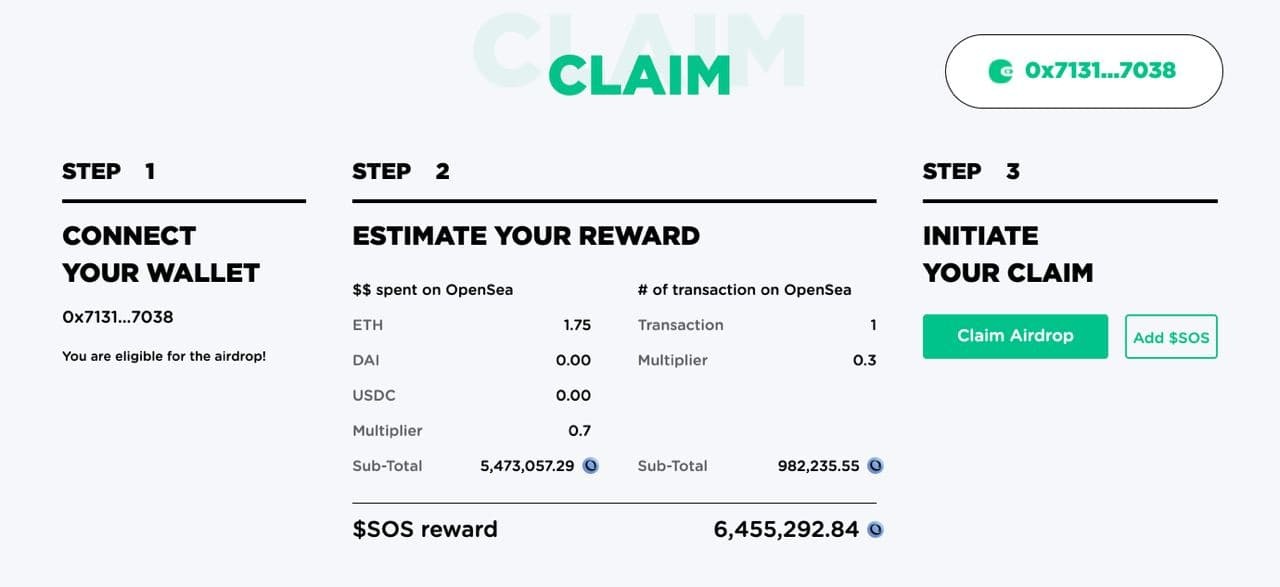 CLAIM
CLAIM
0x7131...7038
STEP 1
CONNECT
YOUR WALLET
0x7131...7038
You are eligible for the airdrop!
STEP 2
ESTIMATE YOUR REWARD
$$ spent on OpenSea
ETH 1.75
DAI 0.00
USDC 0.00
Multiplier 0.7
Sub-Total 5,473,057.29
# of transaction on OpenSea
Transaction 1
Multiplier 0.3
Sub-Total 982,235.55
$SOS reward 6,455,292.84
STEP 3
INITIATE
YOUR CLAIM
Claim Airdrop
Add $SOS